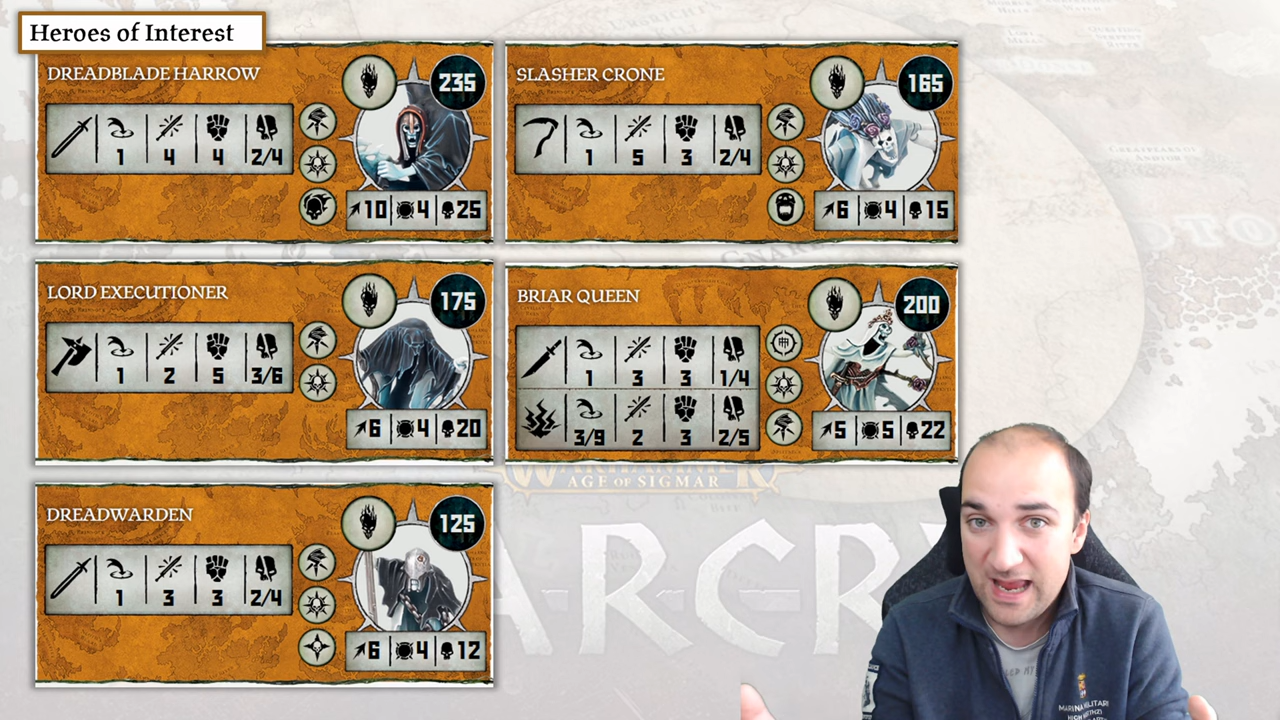 Heroes of Interest
DREADBLADE HARROW
235
1 4 4 2/4
10 4 25
SLASHER CRONE
165
1 5 3 2/4
6 4 15
LORD EXECUTIONER
175
1 2 5 3/6
6 4 20
BRIAR QUEEN
200
1 3 3 1/4
3/9 2 3 2/5
5 5 22
DREADWARDEN
125
1 3 3 2/4
6 4 12
WARHAMMER
AGE OF SIGMAR
MARINA MILITARE